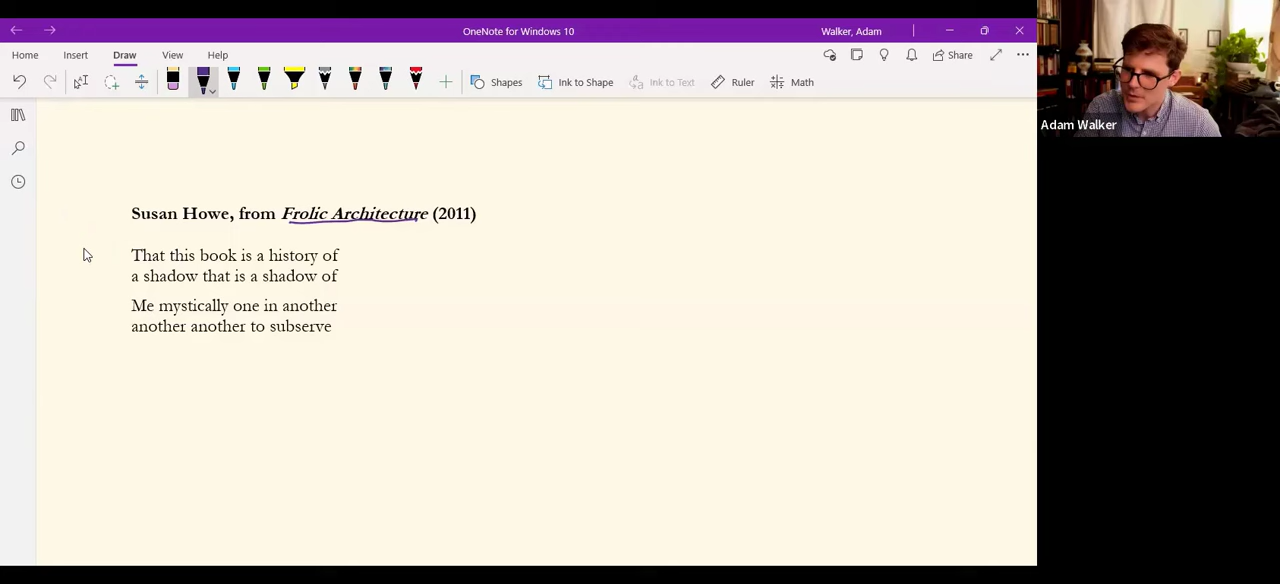 OneNote for Windows 10
Walker, Adam
Home Insert Draw View Help
Share
Shapes Ink to Shape Ink to Text Ruler Math
Adam Walker
Susan Howe, from Frolic Architecture (2011)
That this book is a history of
a shadow that is a shadow of
Me mystically one in another
another another to subserve